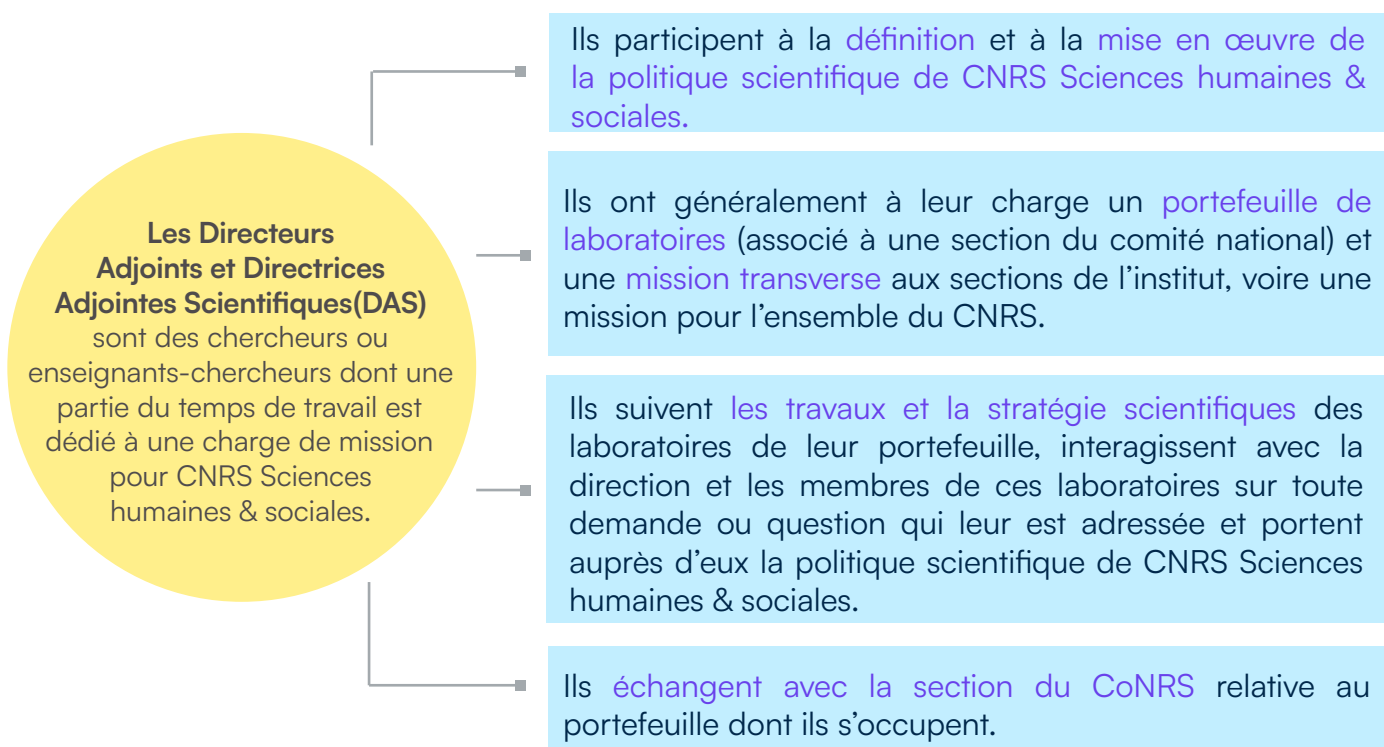 Les Directeurs
Adjoints et Directrices
Adjointes Scientifiques(DAS)
sont des chercheurs ou
enseignants-chercheurs dont une
partie du temps de travail est
dédié à une charge de mission
pour CNRS Sciences
humaines & sociales.
Ils participent à la définition et à la mise en œuvre de
la politique scientifique de CNRS Sciences humaines &
sociales.
Ils ont généralement à leur charge un portefeuille de
laboratoires (associé à une section du comité national) et
une mission transverse aux sections de l’institut, voire une
mission pour l’ensemble du CNRS.
Ils suivent les travaux et la stratégie scientifiques des
laboratoires de leur portefeuille, interagissent avec la
direction et les membres de ces laboratoires sur toute
demande ou question qui leur est adressée et portent
auprès d’eux la politique scientifique de CNRS Sciences
humaines & sociales.
Ils échangent avec la section du CoNRS relative au
portefeuille dont ils s’occupent.